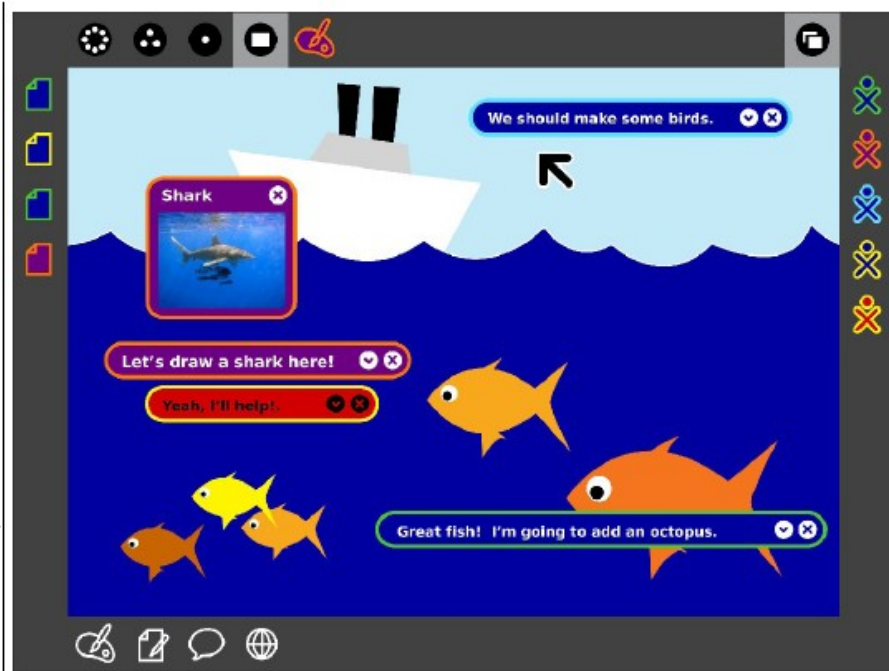 We should make some birds.
Shark
Let's draw a shark here!
Yeah, I'll help!.
Great fish!  I'm going to add an octopus.